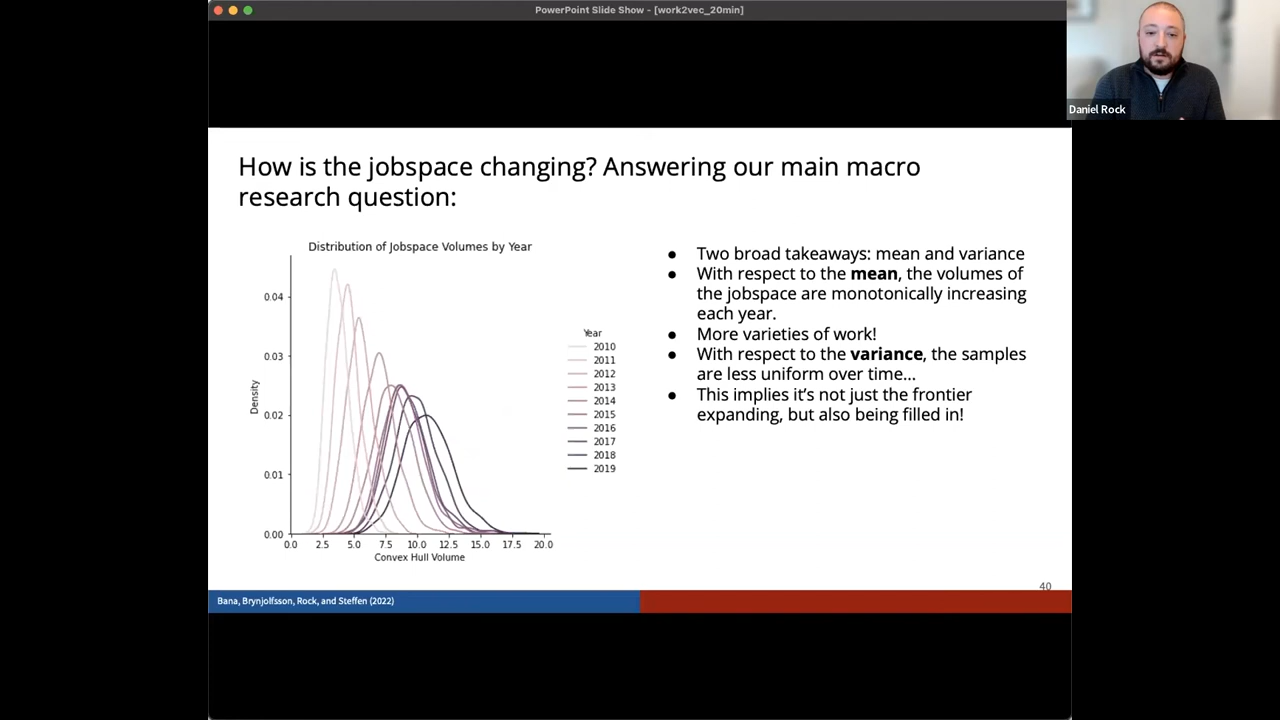 PowerPoint Slide Show - [work2vec_20min]
Daniel Rock
How is the jobspace changing? Answering our main macro
research question:
Distribution of Jobspace Volumes by Year
0.04
0.03
0.02
0.01
0.00
Density
0.0 2.5 5.0 7.5 10.0 12.5 15.0 17.5 20.0
Convex Hull Volume
Year
2010
2011
2012
2013
2014
2015
2016
2017
2018
2019
● Two broad takeaways: mean and variance
● With respect to the mean, the volumes of
the jobspace are monotonically increasing
each year.
● More varieties of work!
● With respect to the variance, the samples
are less uniform over time...
● This implies it's not just the frontier
expanding, but also being filled in!
40
Bana, Brynjolfsson, Rock, and Steffen (2022)